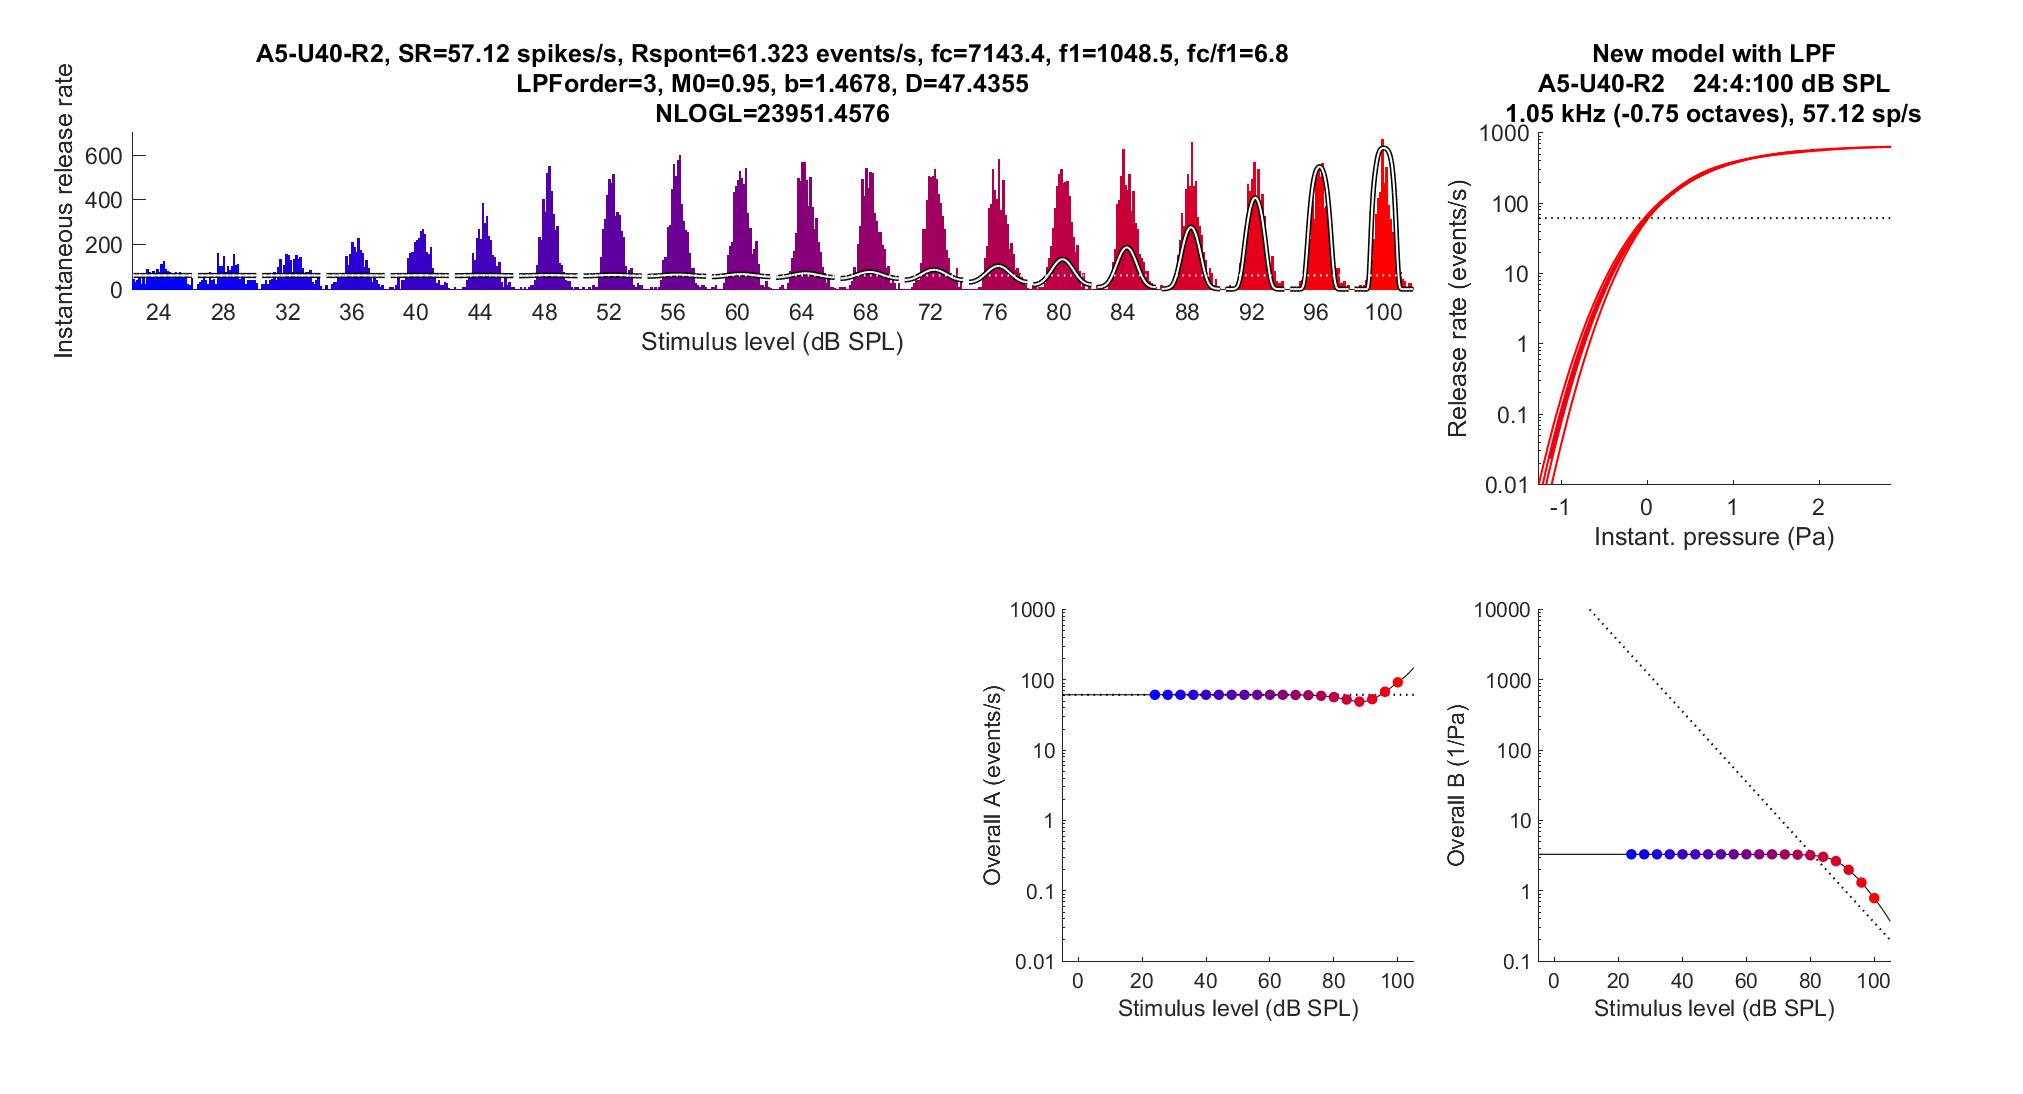 A5-U40-R2, SR=57.12 spikes/s, Rspont=61.323 events/s, fc=7143.4, f1=1048.5, fc/f1=6.8
LPForder=3, M0=0.95, b=1.4678, D=47.4355
NLOGL=23951.4576
Instantaneous release rate
600
400
200
0
24 28 32 36 40 44 48 52 56 60 64 68 72 76 80 84 88 92 96 100
Stimulus level (dB SPL)
New model with LPF
A5-U40-R2 24:4:100 dB SPL
1.05 kHz (-0.75 octaves), 57.12 sp/s
Release rate (events/s)
1000
100
10
1
0.1
0.01
-1 0 1 2
Instant. pressure (Pa)
Overall A (events/s)
1000
100
10
1
0.1
0.01
0 20 40 60 80 100
Stimulus level (dB SPL)
Overall B (1/Pa)
10000
1000
100
10
1
0.1
0 20 40 60 80 100
Stimulus level (dB SPL)